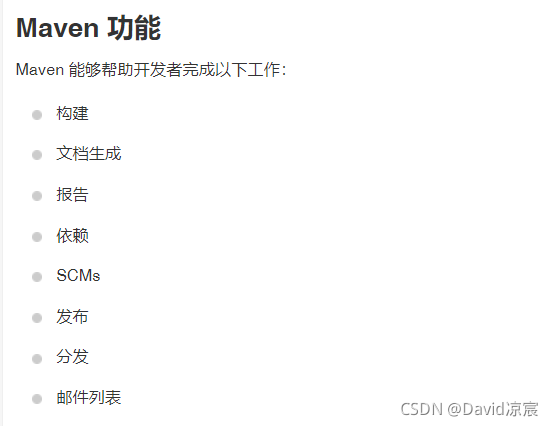 Maven 功能
Maven 能够帮助开发者完成以下工作：
构建
文档生成
报告
依赖
SCMs
发布
分发
邮件列表
CSDN @David凉宸